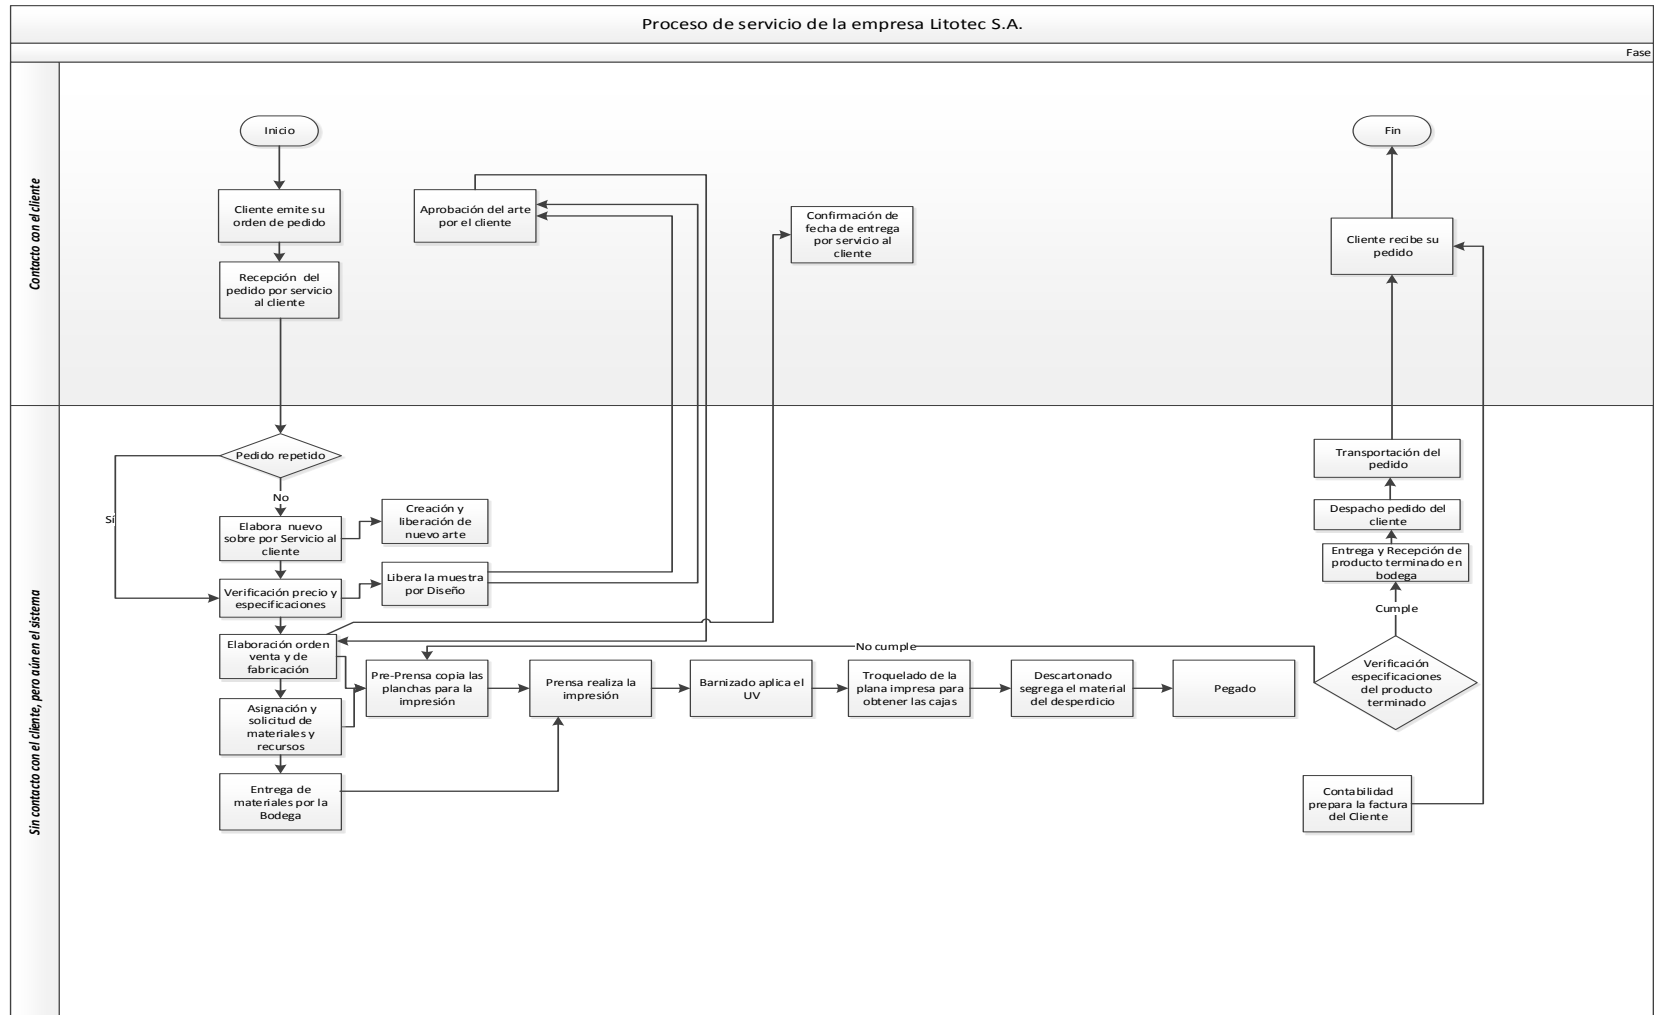 Proceso de servicio de la empresa Litotec S.A.
Fase
Contacto con el cliente
Inicio
Cliente emite su
orden de pedido
Recepción del
pedido por servicio
al cliente
Aprobación del arte
por el cliente
Confirmación de
fecha de entrega
por servicio al
cliente
Fin
Cliente recibe su
pedido
Sin contacto con el cliente, pero aún en el sistema
Pedido repetido
No
Sí
Elabora nuevo
sobre por Servicio al
cliente
Creación y
liberación de
nuevo arte
Verificación precio y
especificaciones
Libera la muestra
por Diseño
Elaboración orden
venta y de
fabricación
Asignación y
solicitud de
materiales y
recursos
Entrega de
materiales por la
Bodega
Pre-Prensa copia las
planchas para la
impresión
Prensa realiza la
impresión
Barnizado aplica el
UV
Troquelado de la
plana impresa para
obtener las cajas
Descartonado
segrega el material
del desperdicio
Pegado
No cumple
Verificación
especificaciones
del producto
terminado
Cumple
Entrega y Recepción de
producto terminado en
bodega
Despacho pedido del
cliente
Transportación del
pedido
Contabilidad
prepara la factura
del Cliente